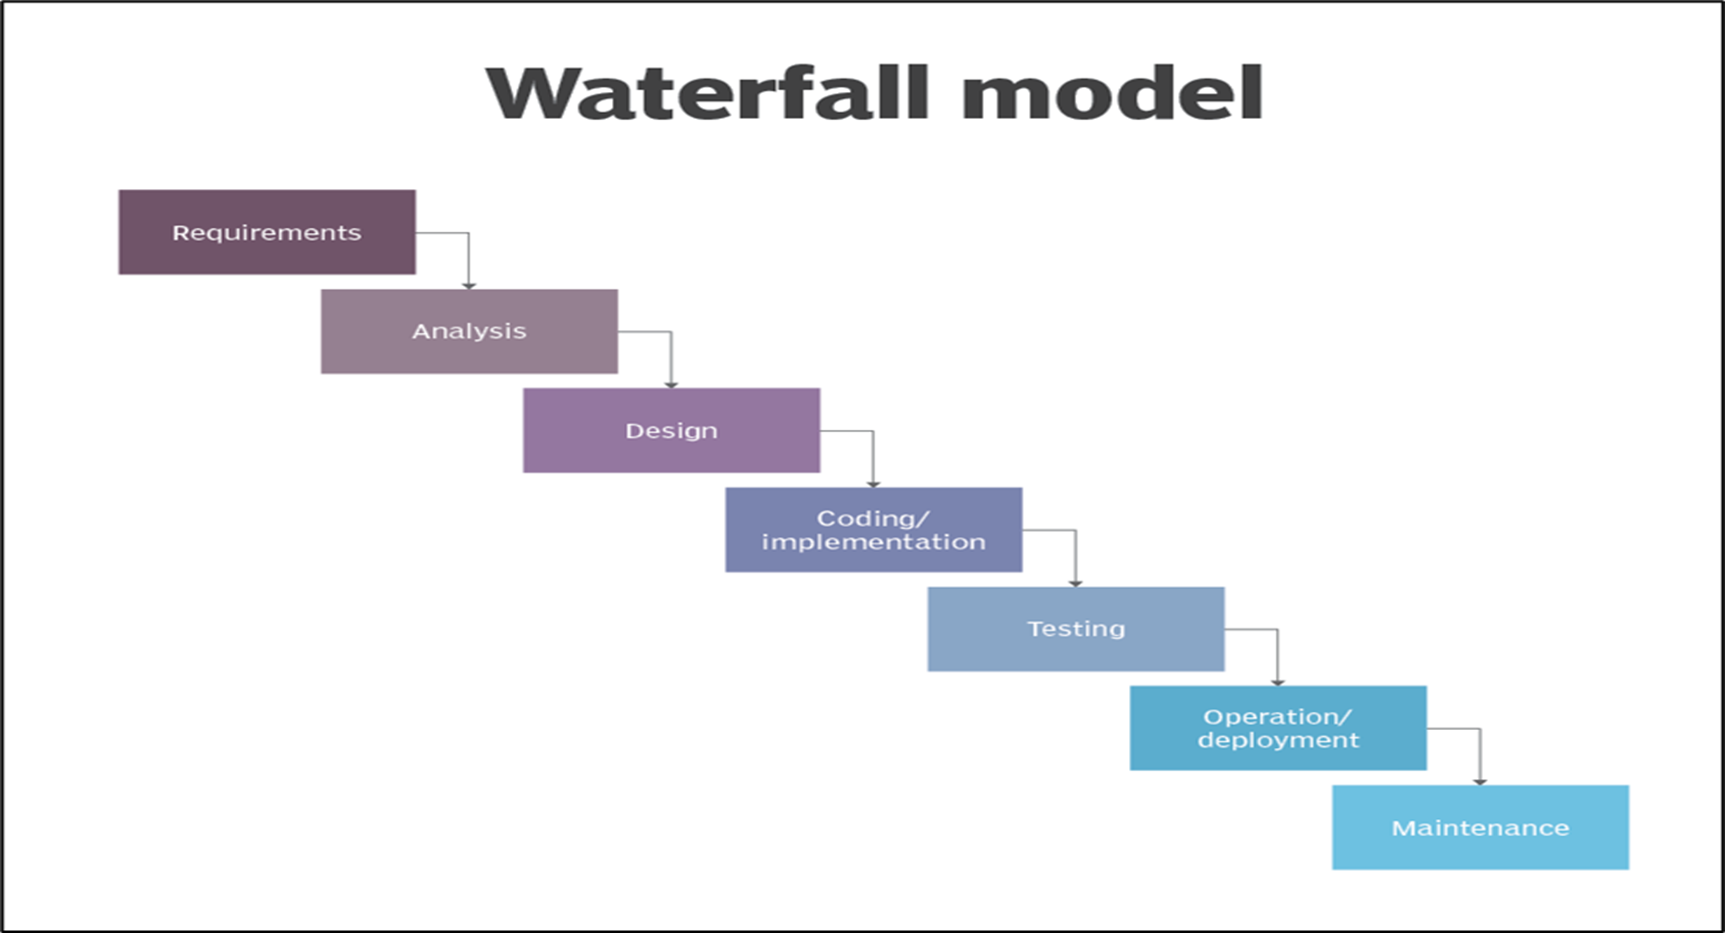 Waterfall model
Requirements
Analysis
Design
Coding/
implementation
Testing
Operation/
deployment
Maintenance